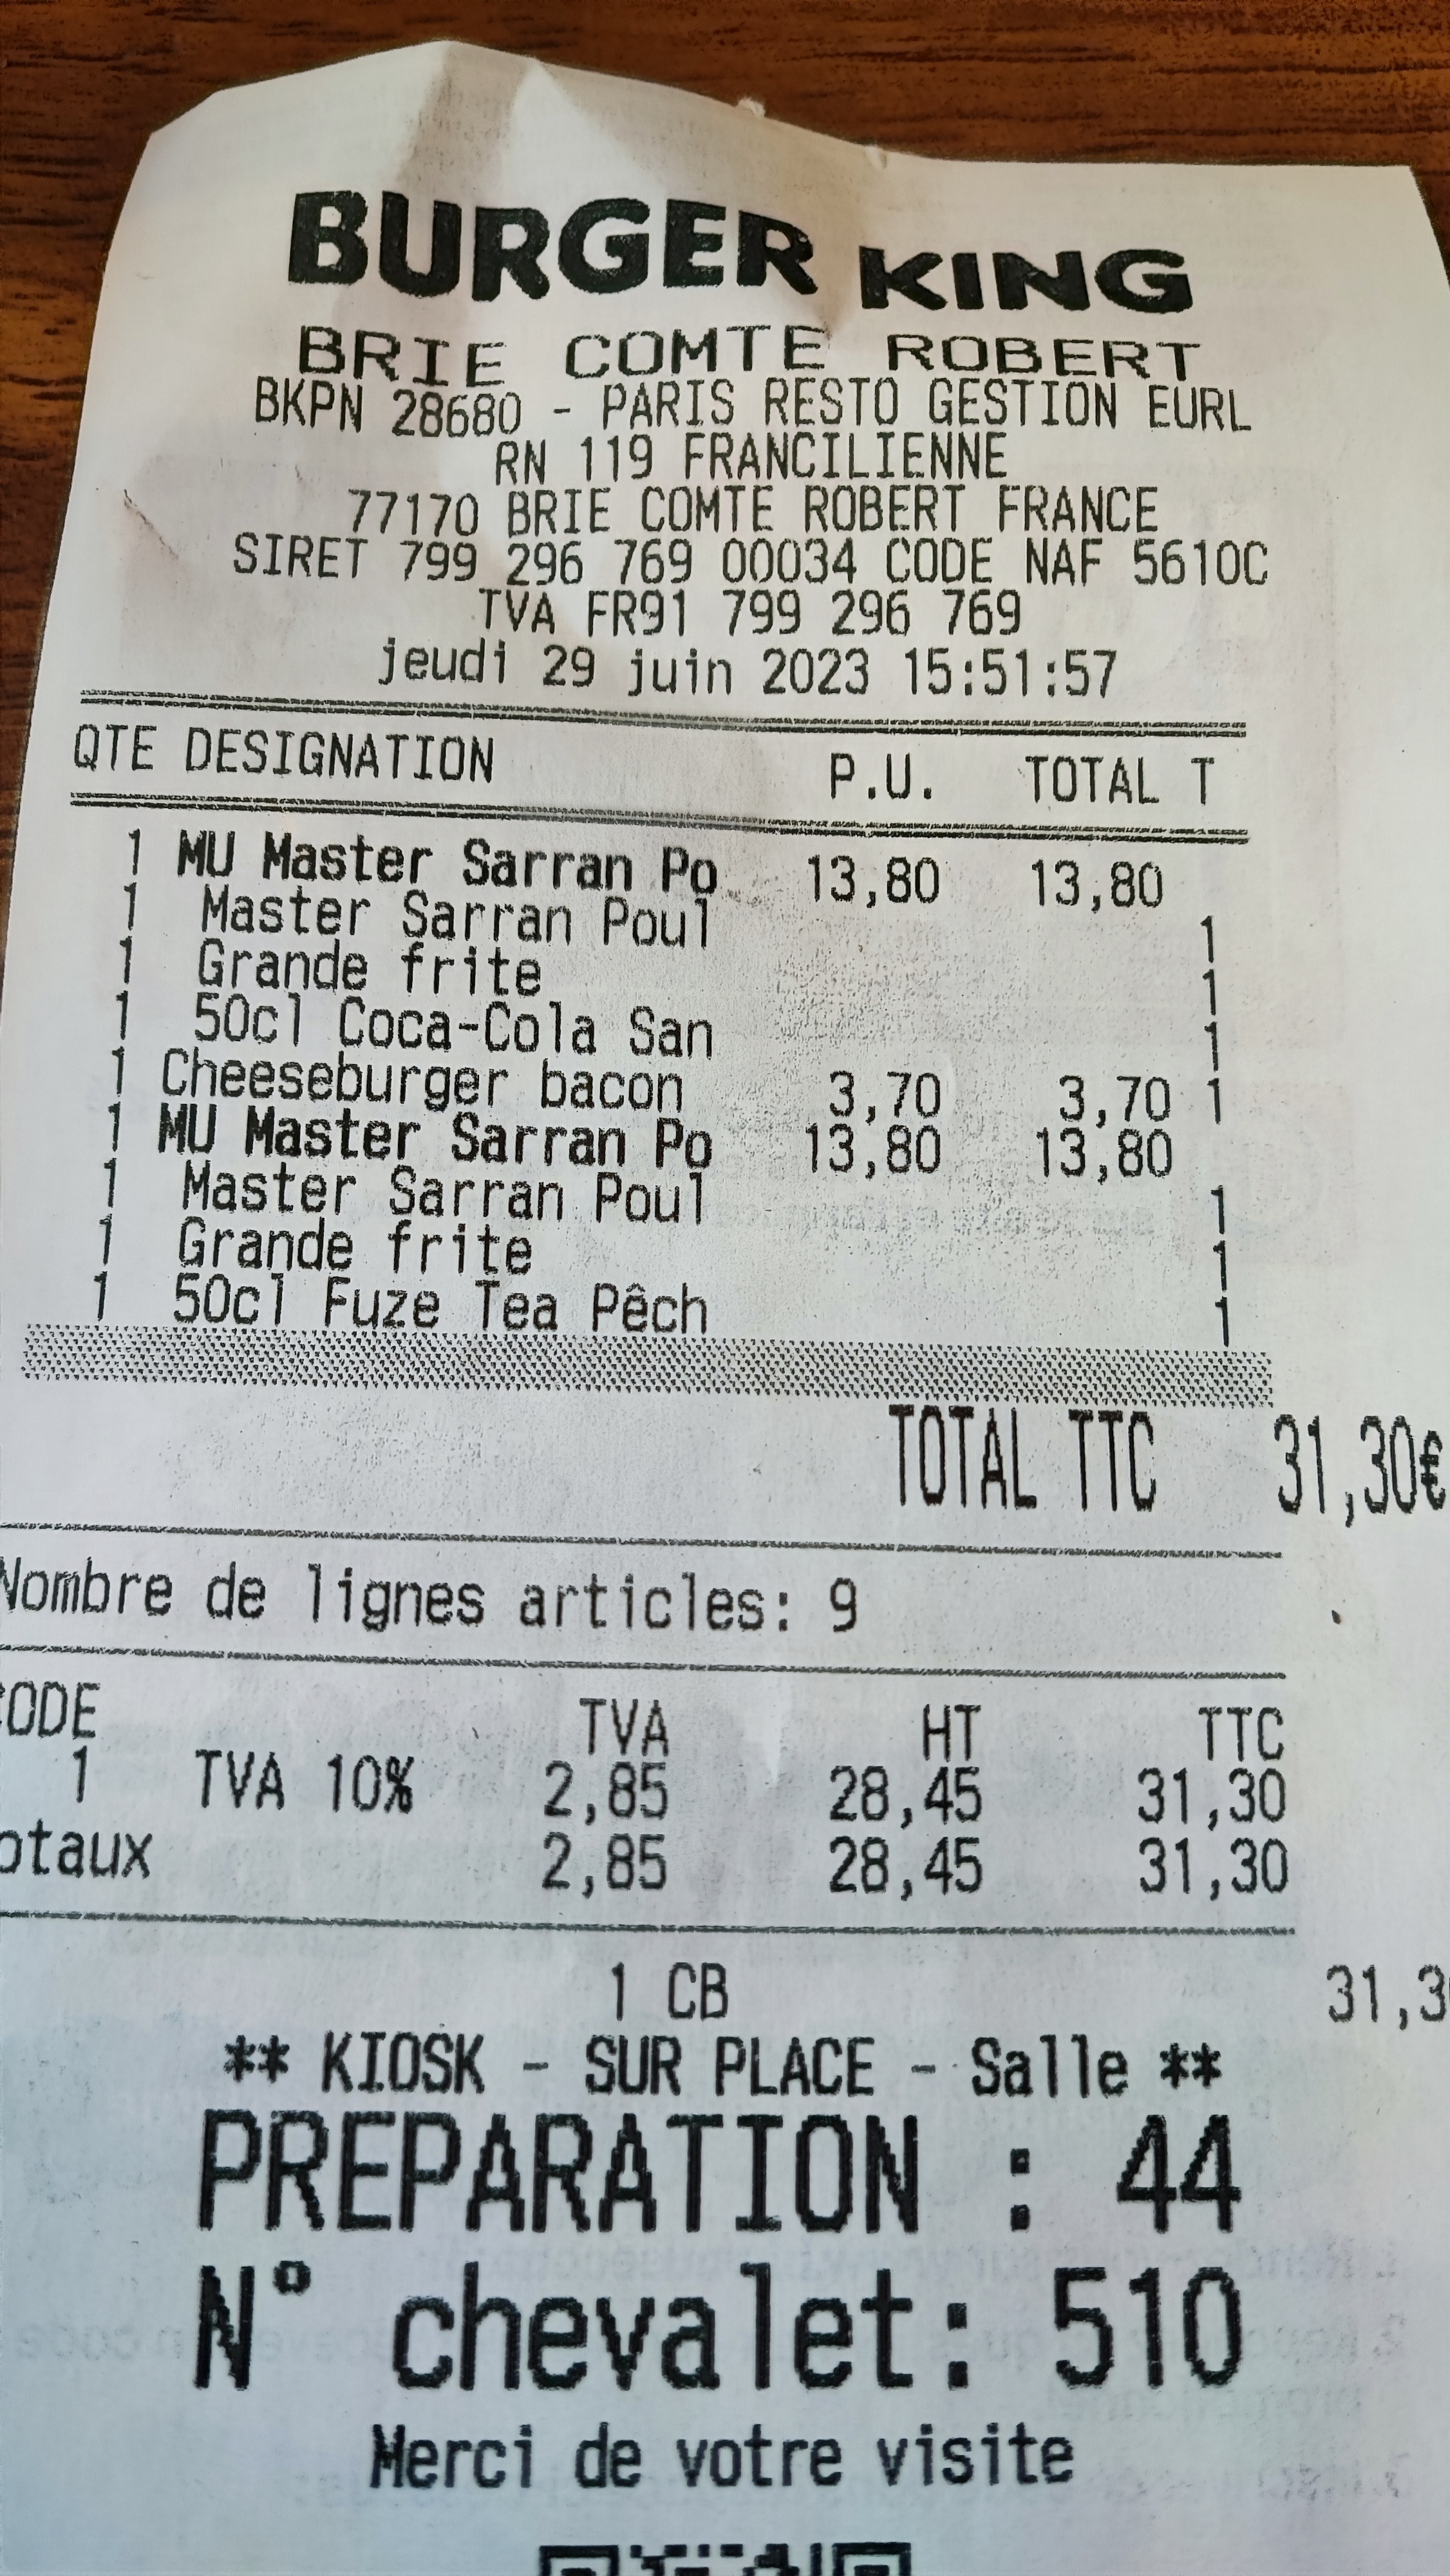 BURGER KING
BRIE COMTE ROBERT
BKPN 28680 - PARIS RESTO GESTION EURL
RN 119 FRANCILIENNE
77170 BRIE COMTE ROBERT FRANCE
SIRET 799 296 769 00034 CODE NAF 5610C
TVA FR91 799 296 769
jeudi 29 juin 2023 15:51:57
QTE DESIGNATION P.U. TOTAL T
1 MU Master Sarran Po 13,80 13,80
1 Master Sarran Poul 1
1 Grande frite 1
1 50cl Coca-Cola San 1
1 Cheeseburger bacon 3,70 3,70 1
1 MU Master Sarran Po 13,80 13,80
1 Master Sarran Poul 1
1 Grande frite 1
1 50cl Fuze Tea Pêch 1
TOTAL TTC 31,30€
Nombre de lignes articles: 9
ODE TVA HT TTC
1 TVA 10% 2,85 28,45 31,30
otaux 2,85 28,45 31,30
1 CB 31,3
** KIOSK - SUR PLACE - Salle **
PREPARATION : 44
N° chevalet: 510
Merci de votre visite